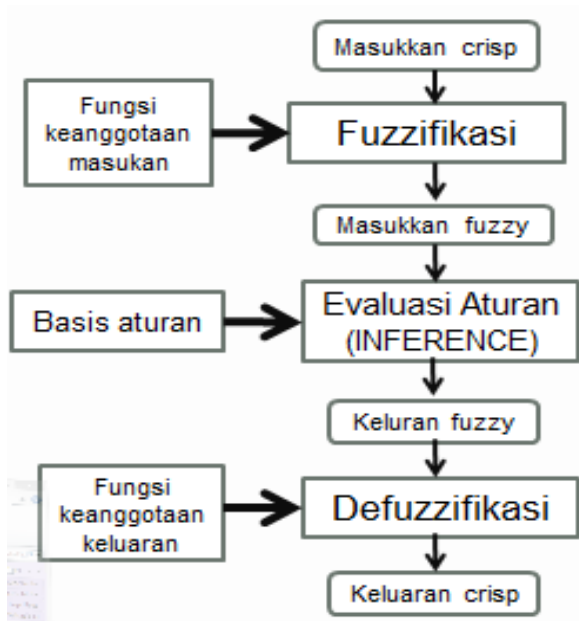 Masukkan crisp
Fungsi
keanggotaan
masukan
Fuzzifikasi
Masukkan fuzzy
Basis aturan
Evaluasi Aturan
(INFERENCE)
Keluran fuzzy
Fungsi
keanggotaan
keluaran
Defuzzifikasi
Keluaran crisp